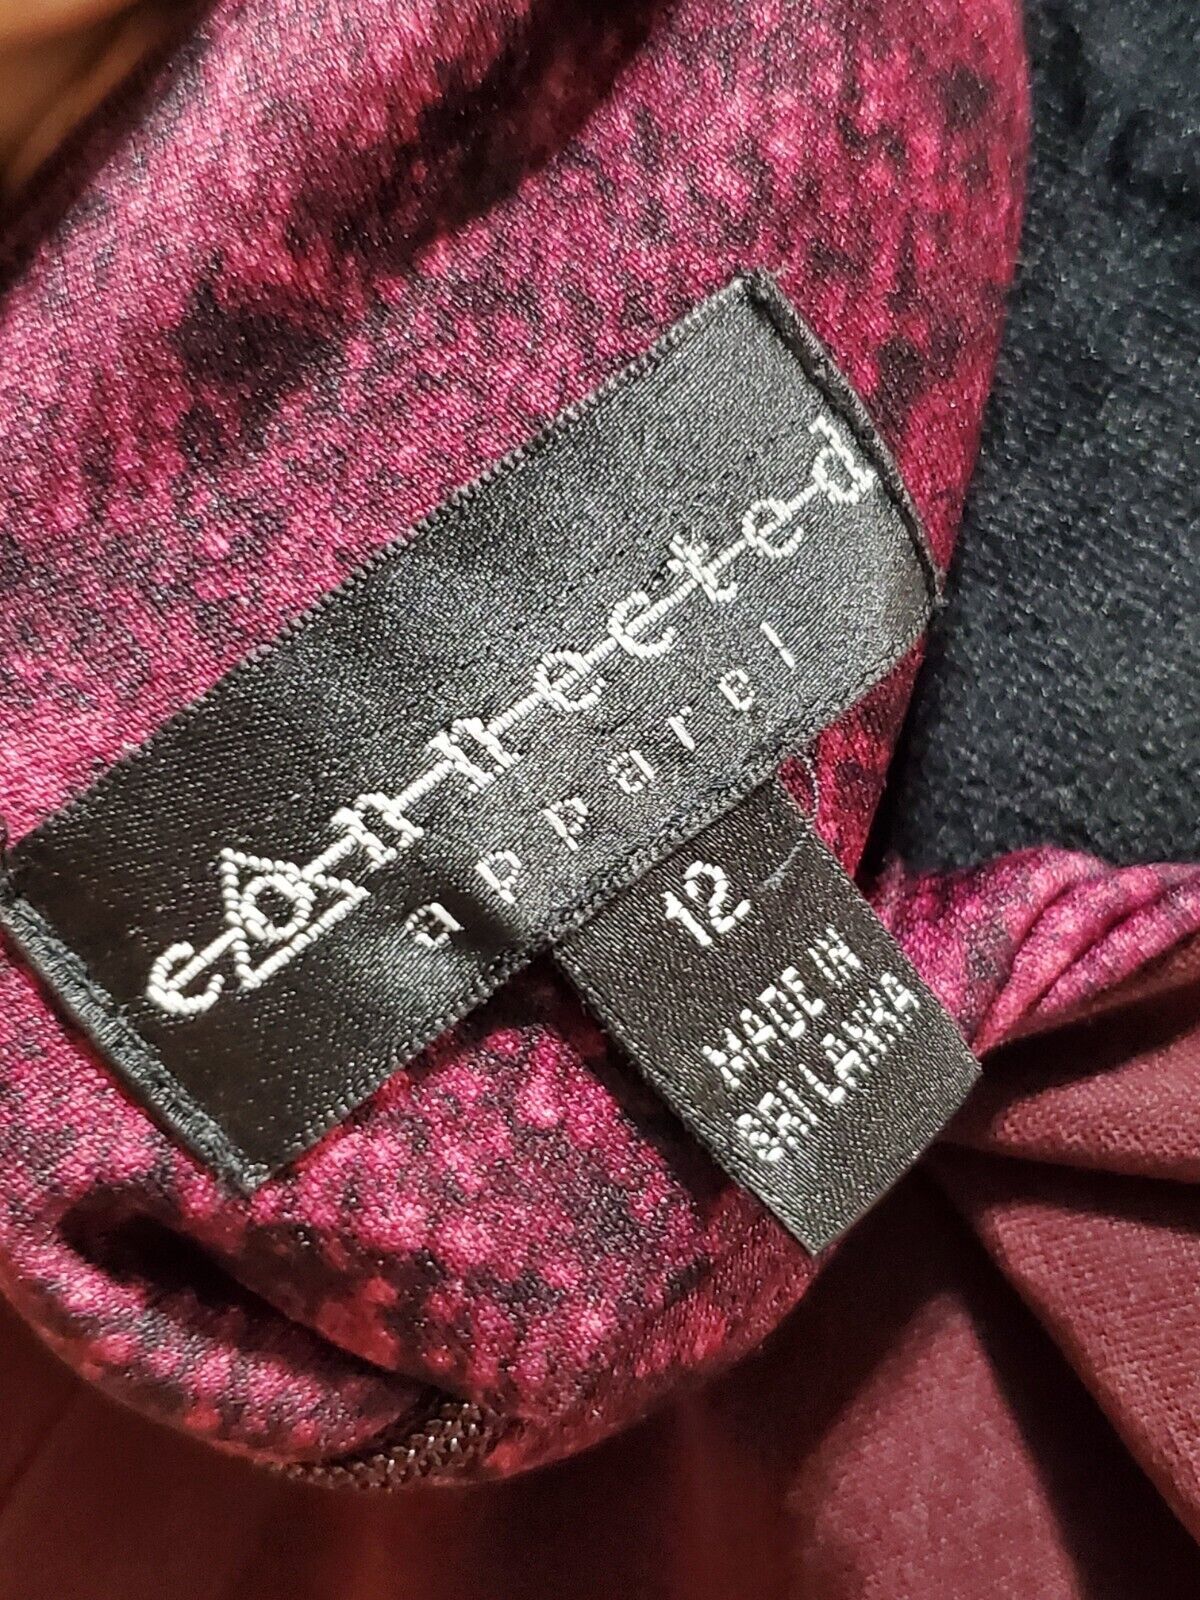 connected
apparel
12
MADE IN
SRI LANKA